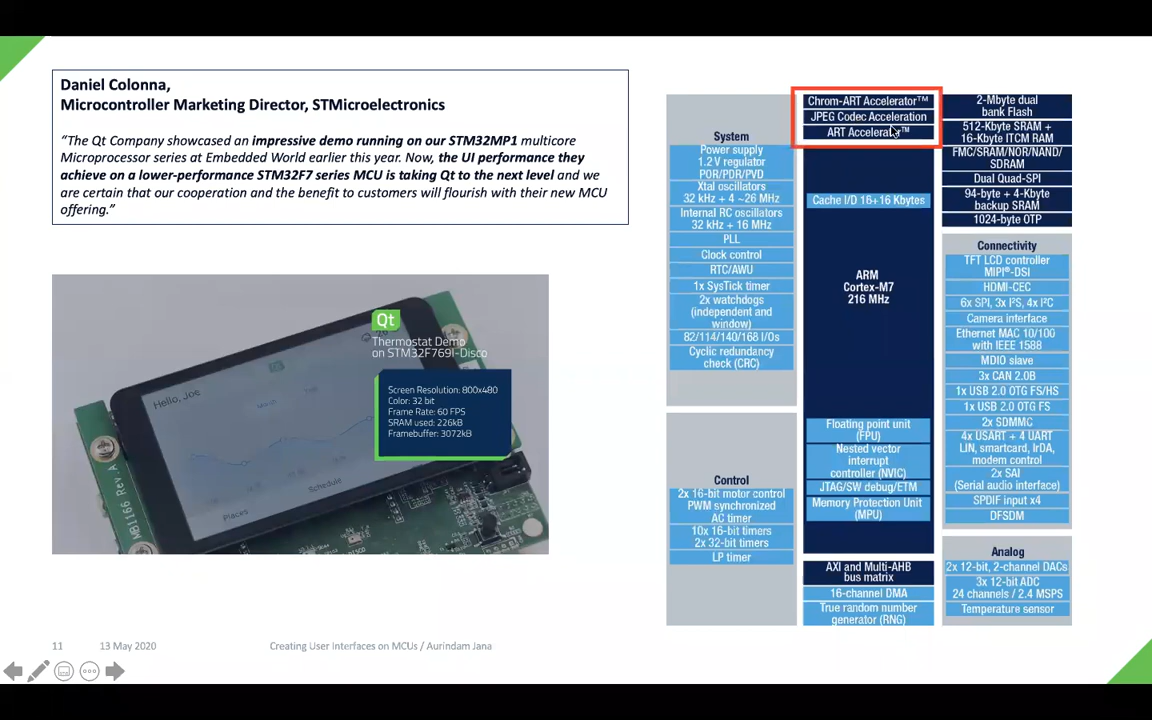 Daniel Colonna,
Microcontroller Marketing Director, STMicroelectronics
“The Qt Company showcased an impressive demo running on our STM32MP1 multicore
Microprocessor series at Embedded World earlier this year. Now, the UI performance they
achieve on a lower-performance STM32F7 series MCU is taking Qt to the next level and we
are certain that our cooperation and the benefit to customers will flourish with their new MCU
offering.”
Qt
Thermostat Demo
on STM32F769I-Disco
Screen Resolution: 800x480
Color: 32 bit
Frame Rate: 60 FPS
SRAM used: 226kB
Framebuffer: 3072kB
Hello, Joe
Schedule
Places
MB1166 Rev.A
System
Power supply
1.2 V regulator
POR/PDR/PVD
Xtal oscillators
32 kHz + 4 ~26 MHz
Internal RC oscillators
32 kHz + 16 MHz
PLL
Clock control
RTC/AWU
1x SysTick timer
2x watchdogs
(independent and
window)
82/114/140/168 I/Os
Cyclic redundancy
check (CRC)
Control
2x 16-bit motor control
PWM synchronized
AC timer
10x 16-bit timers
2x 32-bit timers
LP timer
Chrom-ART Accelerator™
JPEG Codec Acceleration
ART Accelerator™
Cache I/D 16+16 Kbytes
ARM
Cortex-M7
216 MHz
Floating point unit
(FPU)
Nested vector
interrupt
controller (NVIC)
JTAG/SW debug/ETM
Memory Protection Unit
(MPU)
AXI and Multi-AHB
bus matrix
16-channel DMA
True random number
generator (RNG)
2-Mbyte dual
bank Flash
512-Kbyte SRAM +
16-Kbyte ITCM RAM
FMC/SRAM/NOR/NAND/
SDRAM
Dual Quad-SPI
94-byte + 4-Kbyte
backup SRAM
1024-byte OTP
Connectivity
TFT LCD controller
MIPI®-DSI
HDMI-CEC
6x SPI, 3x I²S, 4x I²C
Camera interface
Ethernet MAC 10/100
with IEEE 1588
MDIO slave
3x CAN 2.0B
1x USB 2.0 OTG FS/HS
1x USB 2.0 OTG FS
2x SDMMC
4x USART + 4 UART
LIN, smartcard, IrDA,
modem control
2x SAI
(Serial audio interface)
SPDIF input x4
DFSDM
Analog
2x 12-bit, 2-channel DACs
3x 12-bit ADC
24 channels / 2.4 MSPS
Temperature sensor
11
13 May 2020
Creating User Interfaces on MCUs / Aurindam Jana